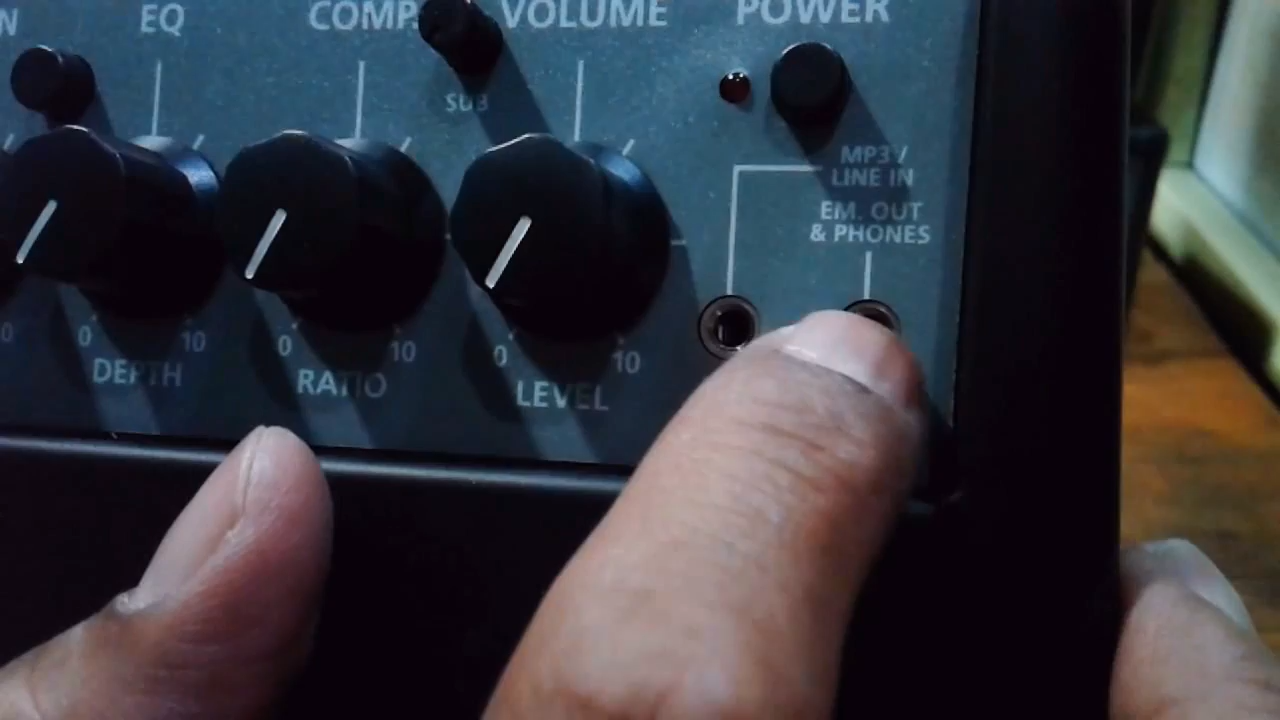 N EQ COMP VOLUME POWER
SUB
MP3 /
LINE IN
EM. OUT
& PHONES
0 0 10 0 10 0 10
DEPTH RATIO LEVEL